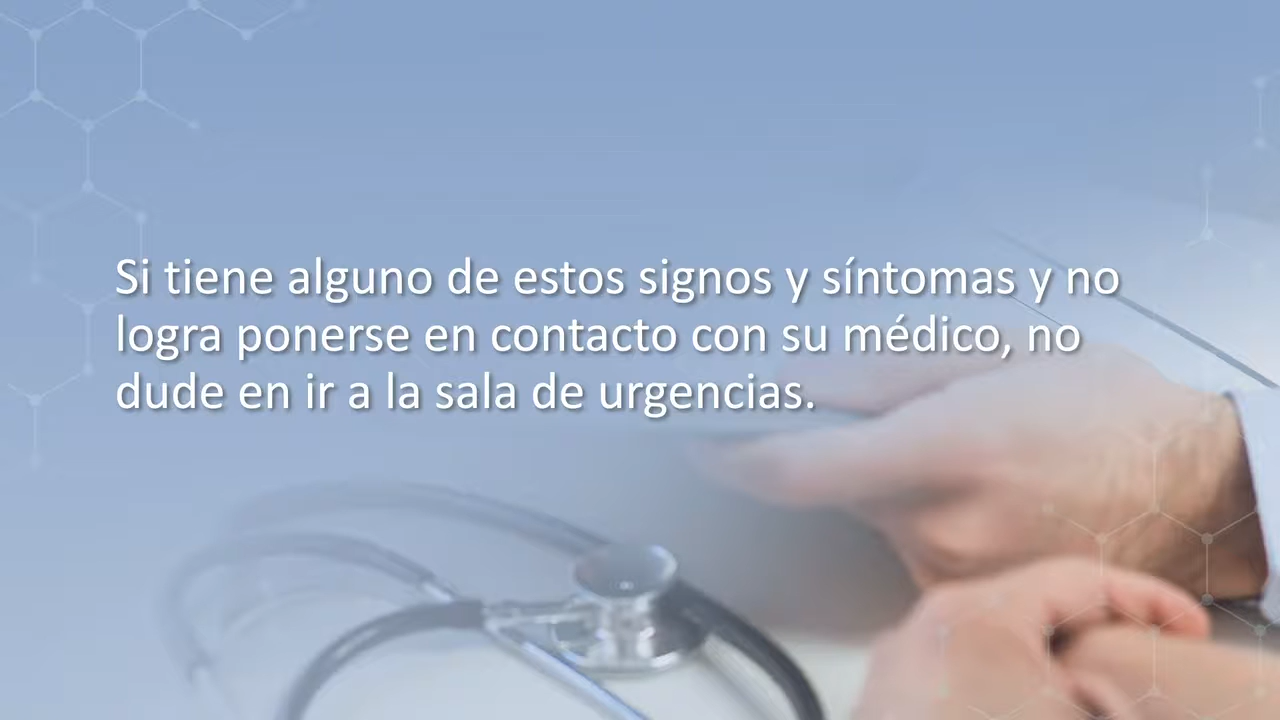 Si tiene alguno de estos signos y síntomas y no
logra ponerse en contacto con su médico, no
dude en ir a la sala de urgencias.